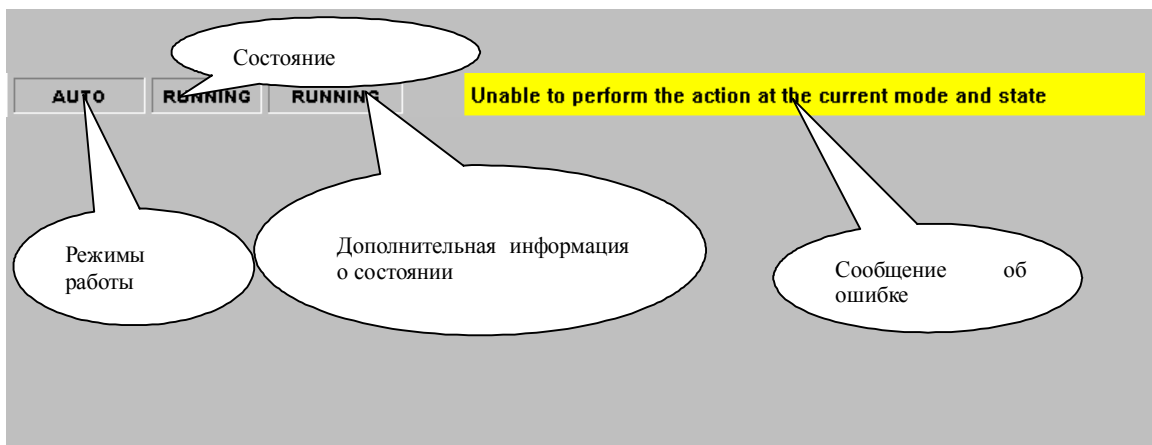 Состояние
AUTO RUNNING RUNNING Unable to perform the action at the current mode and state
Режимы
работы
Дополнительная информация
о состоянии
Сообщение об
ошибке